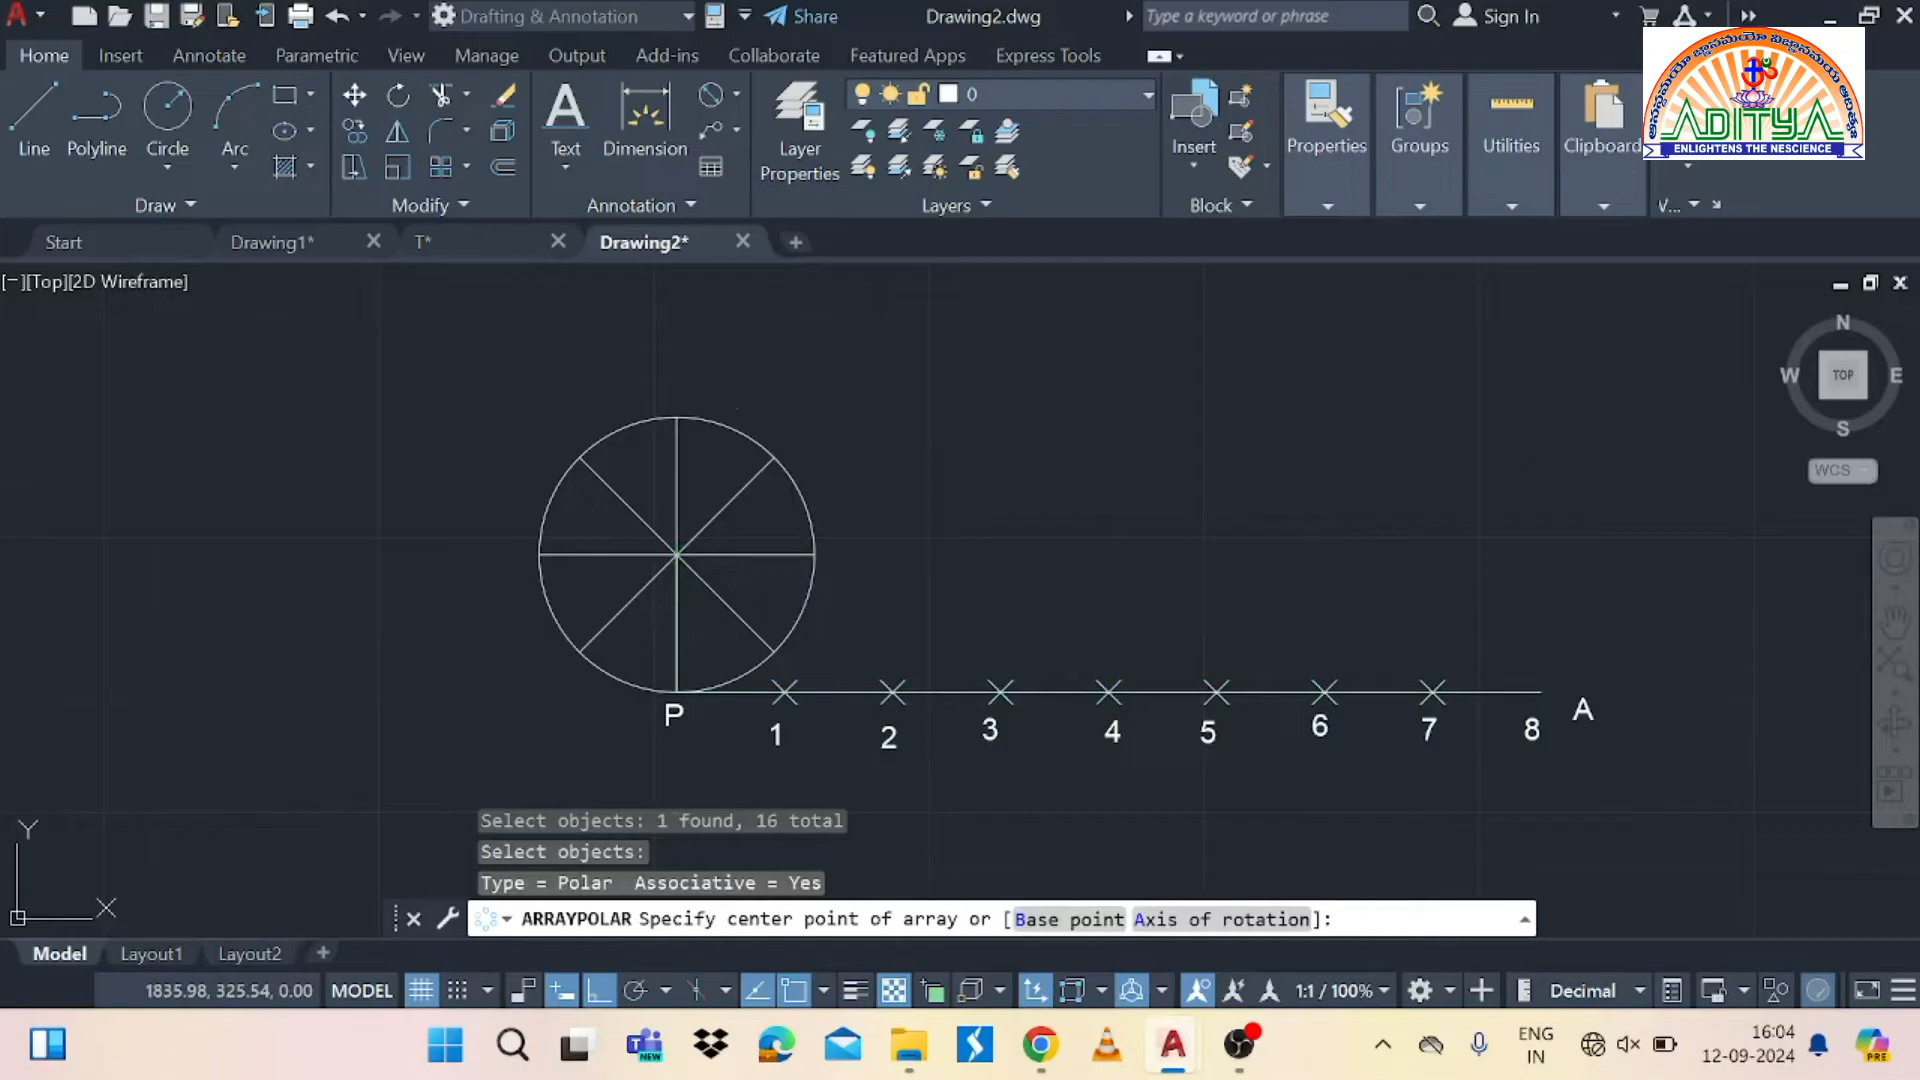 Drafting & Annotation
Share
Drawing2.dwg
Type a keyword or phrase
Sign In
Home
Insert
Annotate
Parametric
View
Manage
Output
Add-ins
Collaborate
Featured Apps
Express Tools
Line
Polyline
Circle
Arc
Text
Dimension
Layer
Properties
0
Insert
Properties
Groups
Utilities
Clipboard
Draw
Modify
Annotation
Layers
Block
V...
ADITYA
ENLIGHTENS THE NESCIENCE
Start
Drawing1*
T*
Drawing2*
[−][Top][2D Wireframe]
N
W
TOP
E
S
WCS
P
1
2
3
4
5
6
7
8
A
Y
X
Select objects: 1 found, 16 total
Select objects:
Type = Polar  Associative = Yes
ARRAYPOLAR Specify center point of array or [Base point Axis of rotation]:
Model
Layout1
Layout2
1835.98, 325.54, 0.00
MODEL
1:1 / 100%
Decimal
NEW
ENG
IN
16:04
12-09-2024
PRE